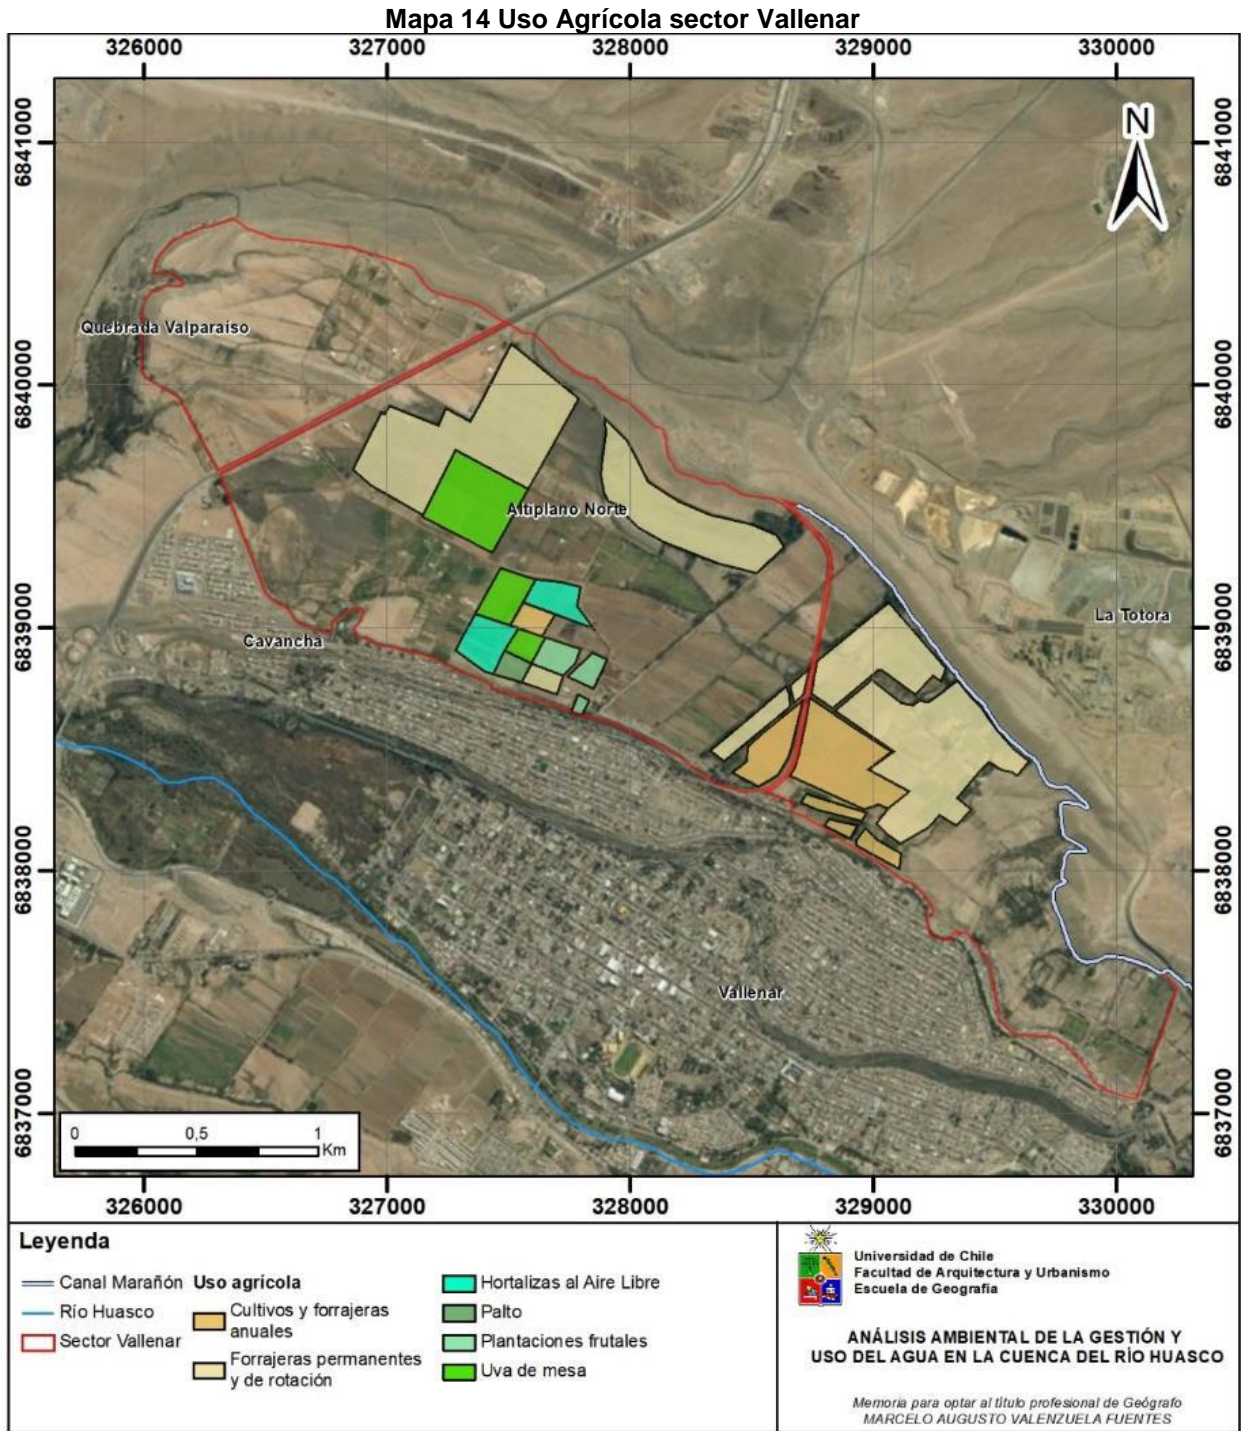 Mapa 14 Uso Agrícola sector Vallenar
326000 327000 328000 329000 330000
6841000 6841000
N
Quebrada Valparaíso
6840000 6840000
Altiplano Norte
6839000 6839000
La Totora
Cavancha
6838000 6838000
Vallenar
6837000 6837000
0 0,5 1
Km
326000 327000 328000 329000 330000
Leyenda
Canal Marañón
Río Huasco
Sector Vallenar
Uso agrícola
Cultivos y forrajeras
anuales
Forrajeras permanentes
y de rotación
Hortalizas al Aire Libre
Palto
Plantaciones frutales
Uva de mesa
Universidad de Chile
Facultad de Arquitectura y Urbanismo
Escuela de Geografía
ANÁLISIS AMBIENTAL DE LA GESTIÓN Y
USO DEL AGUA EN LA CUENCA DEL RÍO HUASCO
Memoria para optar al título profesional de Geógrafo
MARCELO AUGUSTO VALENZUELA FUENTES